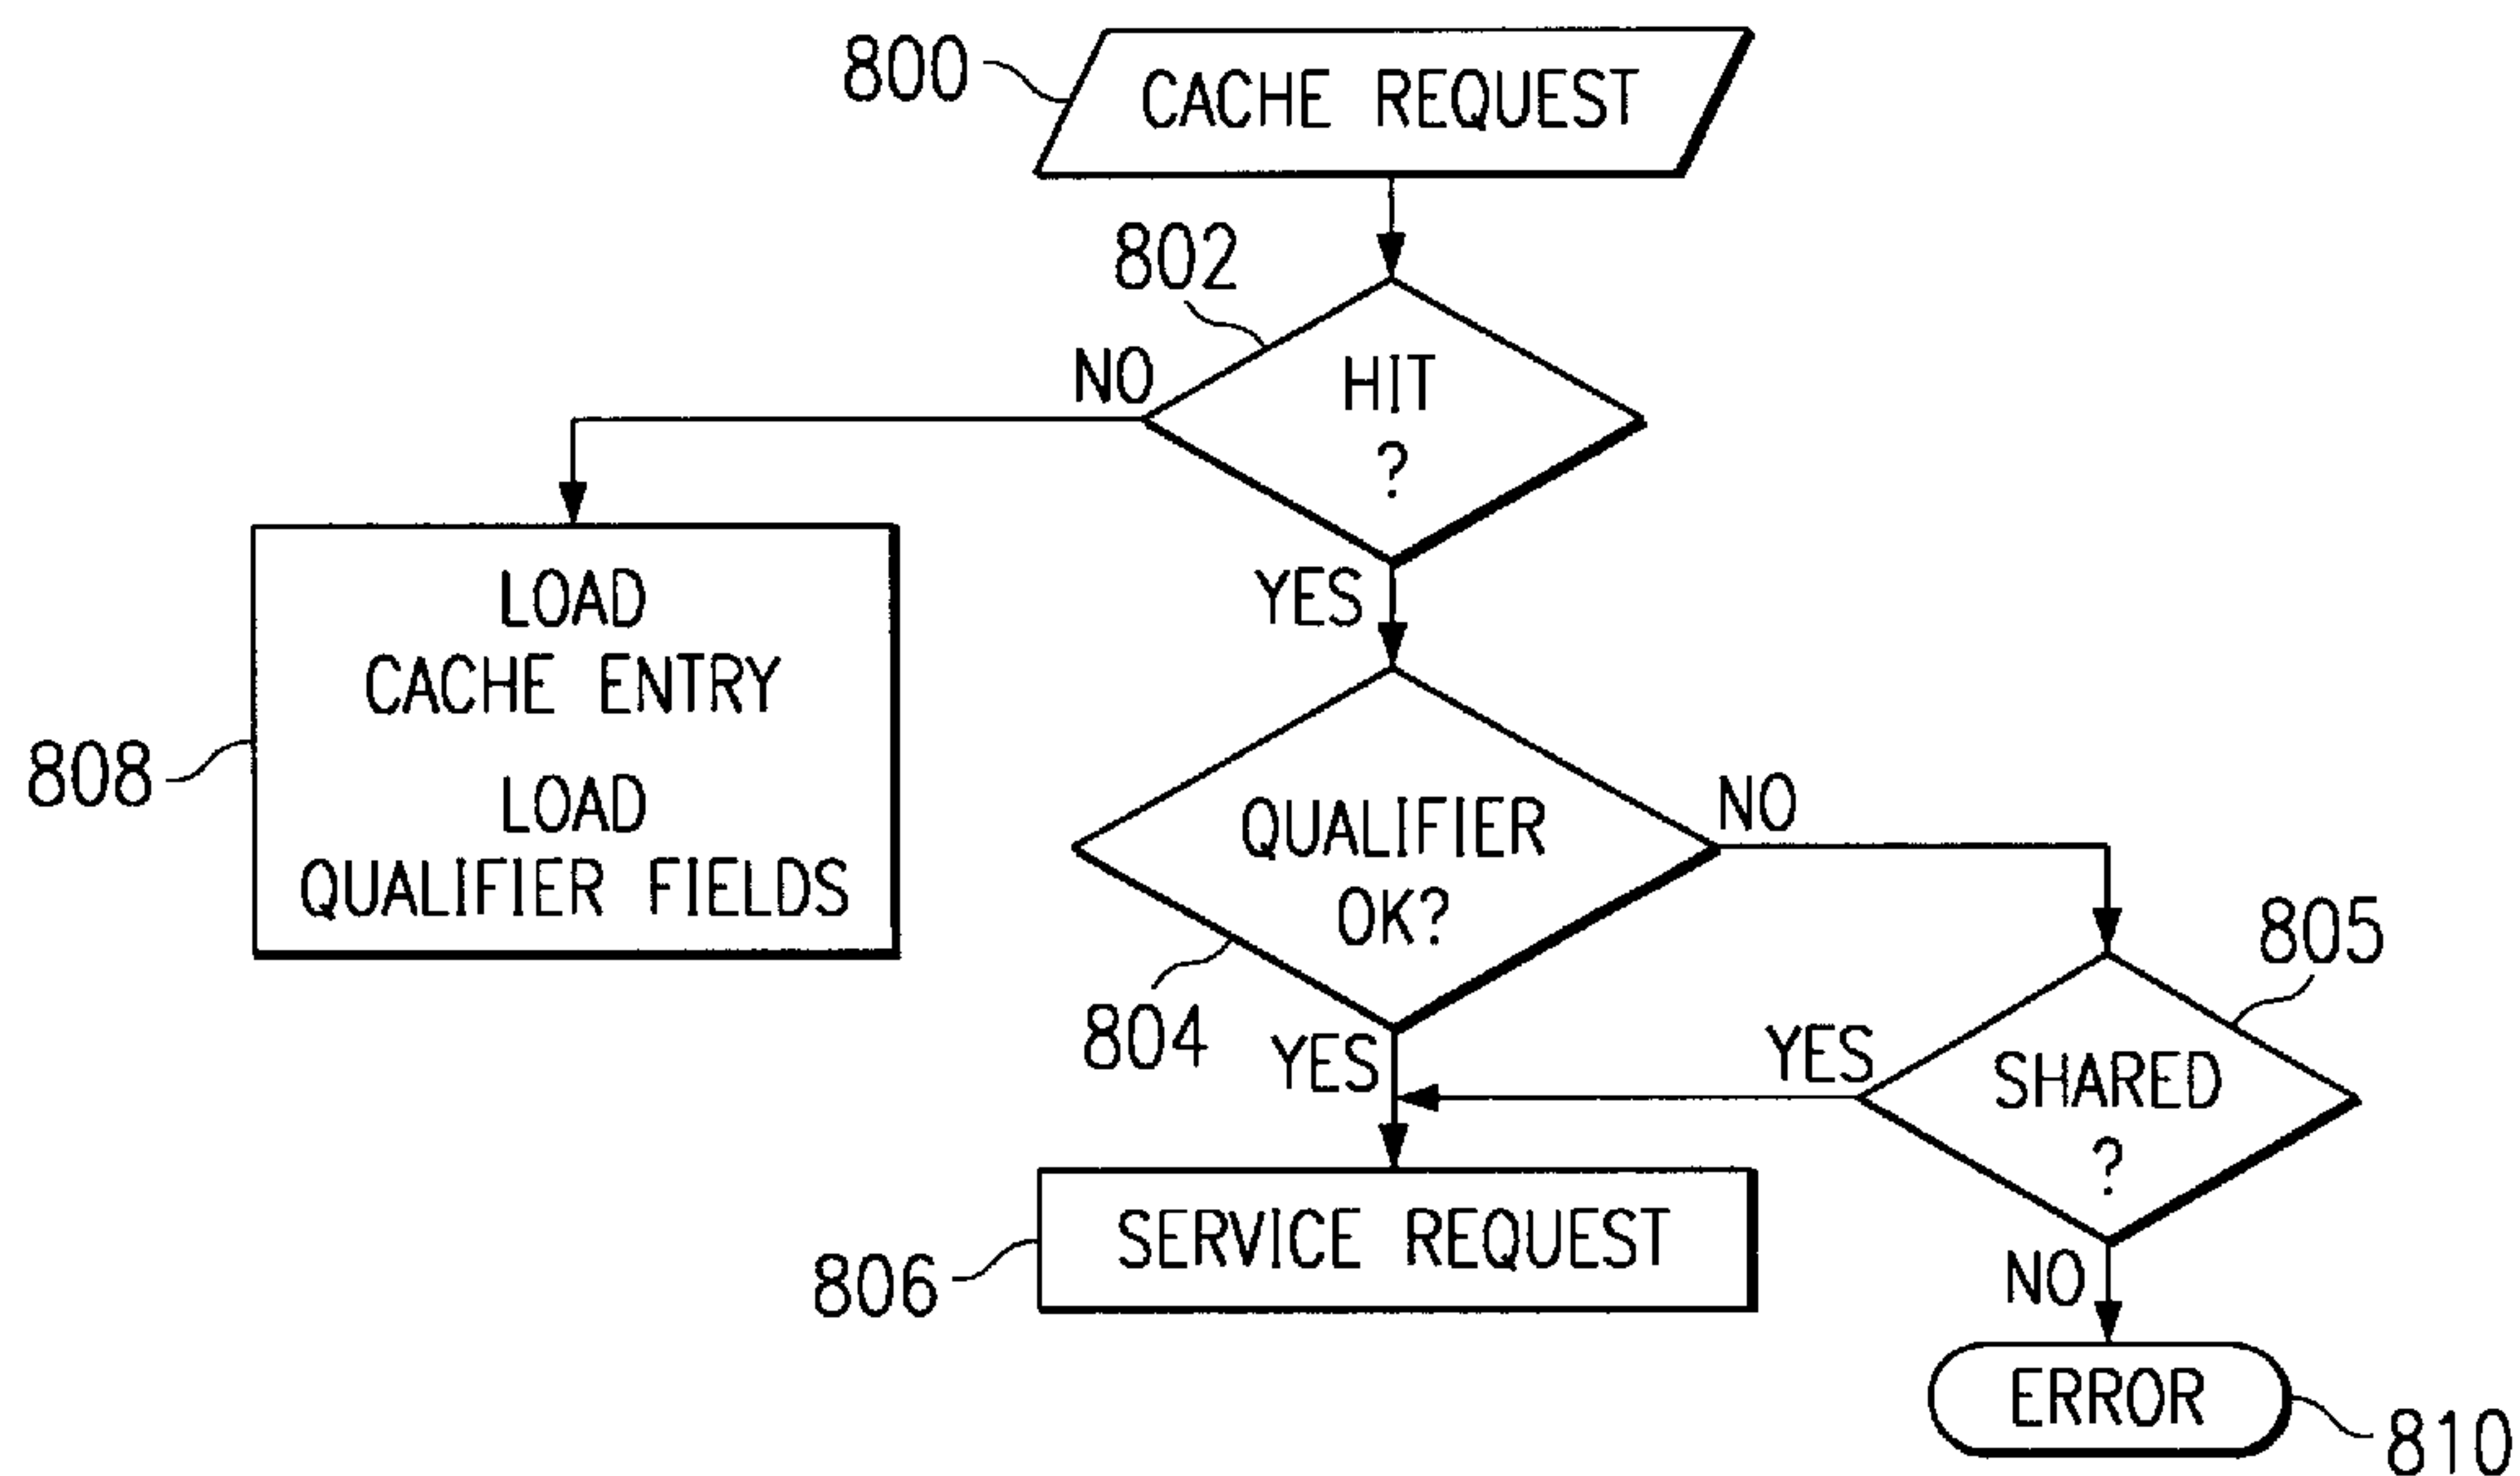 800
CACHE REQUEST
802
NO
HIT
?
YES
LOAD
CACHE ENTRY
808
LOAD
QUALIFIER FIELDS
QUALIFIER
OK?
NO
804
YES
805
YES
SHARED
?
806
SERVICE REQUEST
NO
ERROR
810